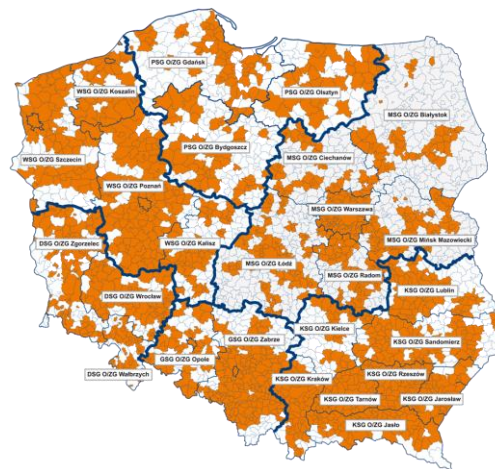 PSG O/ZG Gdańsk
WSG O/ZG Koszalin
PSG O/ZG Olsztyn
MSG O/ZG Białystok
PSG O/ZG Bydgoszcz
WSG O/ZG Szczecin
MSG O/ZG Ciechanów
WSG O/ZG Poznań
MSG O/ZG Warszawa
DSG O/ZG Zgorzelec
WSG O/ZG Kalisz
MSG O/ZG Mińsk Mazowiecki
MSG O/ZG Łódź
MSG O/ZG Radom
KSG O/ZG Lublin
DSG O/ZG Wrocław
KSG O/ZG Kielce
GSG O/ZG Zabrze
KSG O/ZG Sandomierz
GSG O/ZG Opole
DSG O/ZG Wałbrzych
KSG O/ZG Kraków
KSG O/ZG Rzeszów
KSG O/ZG Tarnów
KSG O/ZG Jarosław
KSG O/ZG Jasło